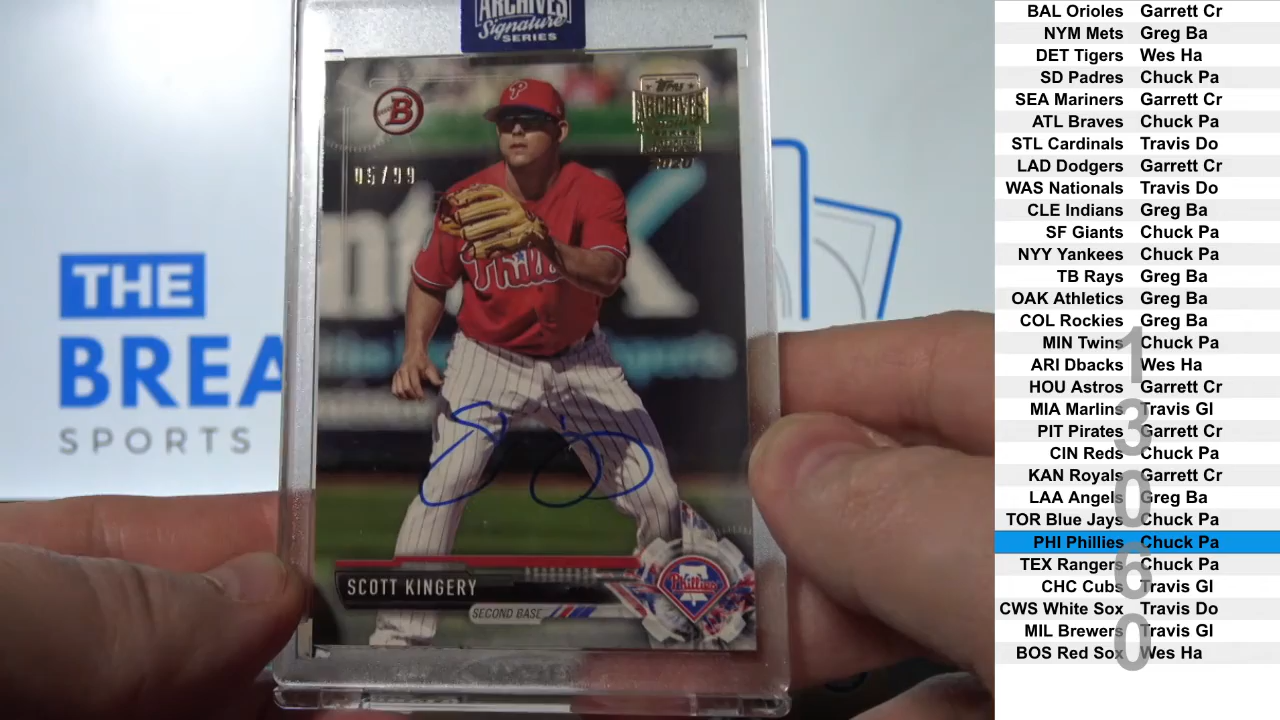 ARCHIVES
Signature
SERIES
B
P
TOPPS
ARCHIVES
2020
05/99
Phillies
SCOTT KINGERY
SECOND BASE
Phillies
THE
BREA
SPORTS
BAL Orioles Garrett Cr
NYM Mets Greg Ba
DET Tigers Wes Ha
SD Padres Chuck Pa
SEA Mariners Garrett Cr
ATL Braves Chuck Pa
STL Cardinals Travis Do
LAD Dodgers Garrett Cr
WAS Nationals Travis Do
CLE Indians Greg Ba
SF Giants Chuck Pa
NYY Yankees Chuck Pa
TB Rays Greg Ba
OAK Athletics Greg Ba
COL Rockies Greg Ba
MIN Twins Chuck Pa
ARI Dbacks Wes Ha
HOU Astros Garrett Cr
MIA Marlins Travis Gl
PIT Pirates Garrett Cr
CIN Reds Chuck Pa
KAN Royals Garrett Cr
LAA Angels Greg Ba
TOR Blue Jays Chuck Pa
PHI Phillies Chuck Pa
TEX Rangers Chuck Pa
CHC Cubs Travis Gl
CWS White Sox Travis Do
MIL Brewers Travis Gl
BOS Red Sox Wes Ha
13060